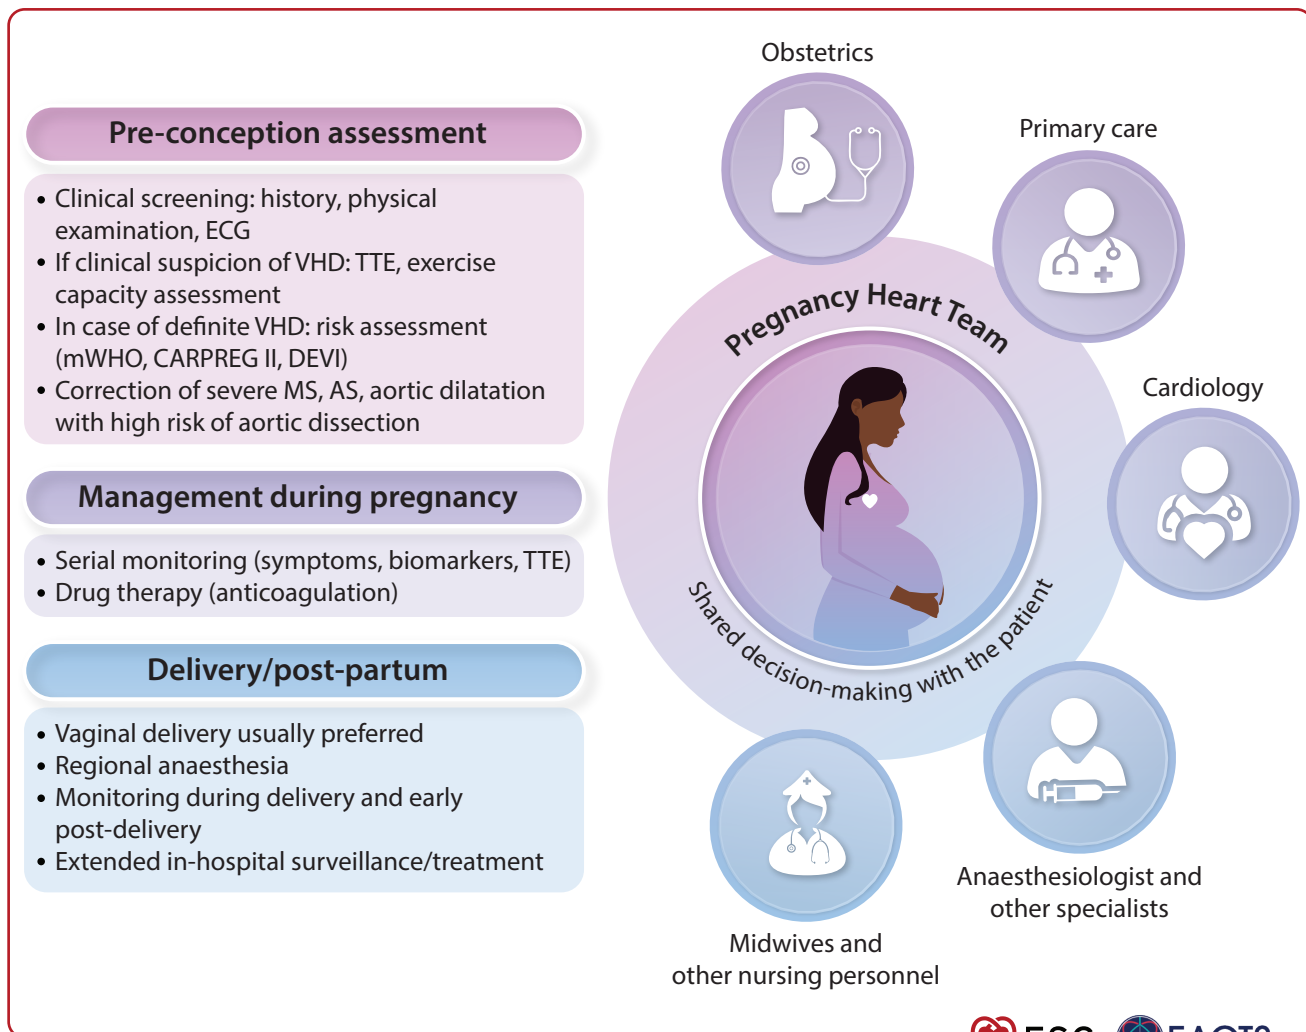 Pre-conception assessment
• Clinical screening: history, physical
examination, ECG
• If clinical suspicion of VHD: TTE, exercise
capacity assessment
• In case of definite VHD: risk assessment
(mWHO, CARPREG II, DEVI)
• Correction of severe MS, AS, aortic dilatation
with high risk of aortic dissection
Management during pregnancy
• Serial monitoring (symptoms, biomarkers, TTE)
• Drug therapy (anticoagulation)
Delivery/post-partum
• Vaginal delivery usually preferred
• Regional anaesthesia
• Monitoring during delivery and early
post-delivery
• Extended in-hospital surveillance/treatment
Obstetrics
Primary care
Cardiology
Anaesthesiologist and
other specialists
Midwives and
other nursing personnel
Pregnancy Heart Team
Shared decision-making with the patient
ESC
EACTS